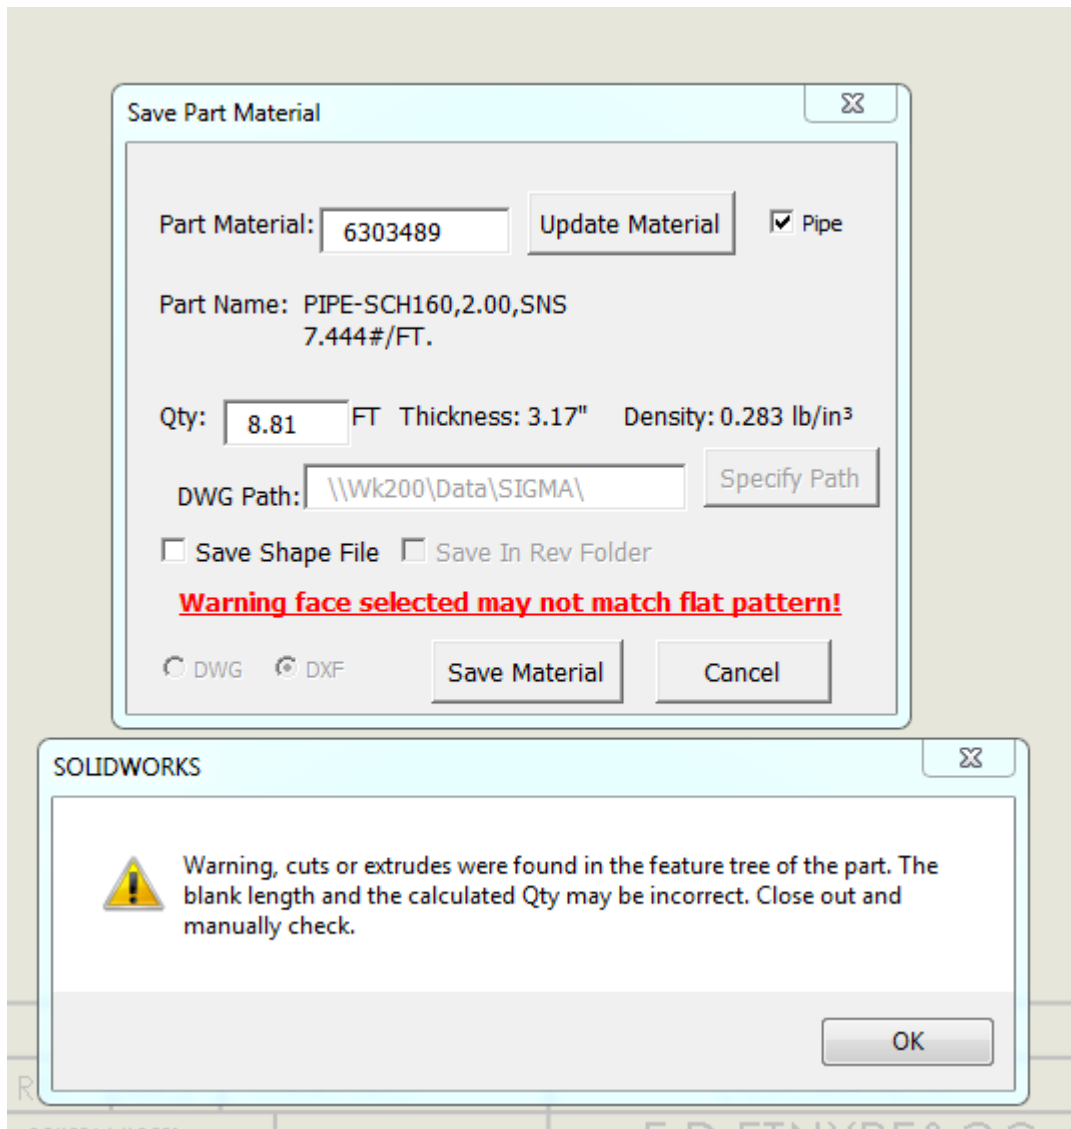 Save Part Material
Part Material: 6303489 Update Material Pipe
Part Name: PIPE-SCH160,2.00,SNS
7.444#/FT.
Qty: 8.81 FT Thickness: 3.17" Density: 0.283 lb/in³
DWG Path: \\Wk200\Data\SIGMA\ Specify Path
Save Shape File Save In Rev Folder
Warning face selected may not match flat pattern!
DWG DXF Save Material Cancel
SOLIDWORKS
Warning, cuts or extrudes were found in the feature tree of the part. The
blank length and the calculated Qty may be incorrect. Close out and
manually check.
OK
R